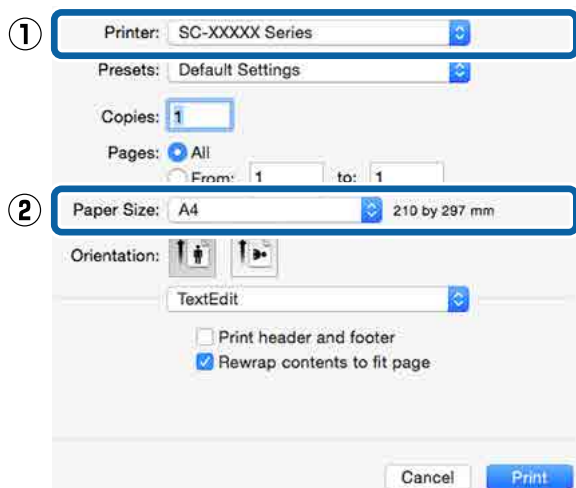 ① Printer: SC-XXXXX Series
Presets: Default Settings
Copies: 1
Pages: All
From: 1 to: 1
② Paper Size: A4 210 by 297 mm
Orientation:
TextEdit
Print header and footer
Rewrap contents to fit page
Cancel Print